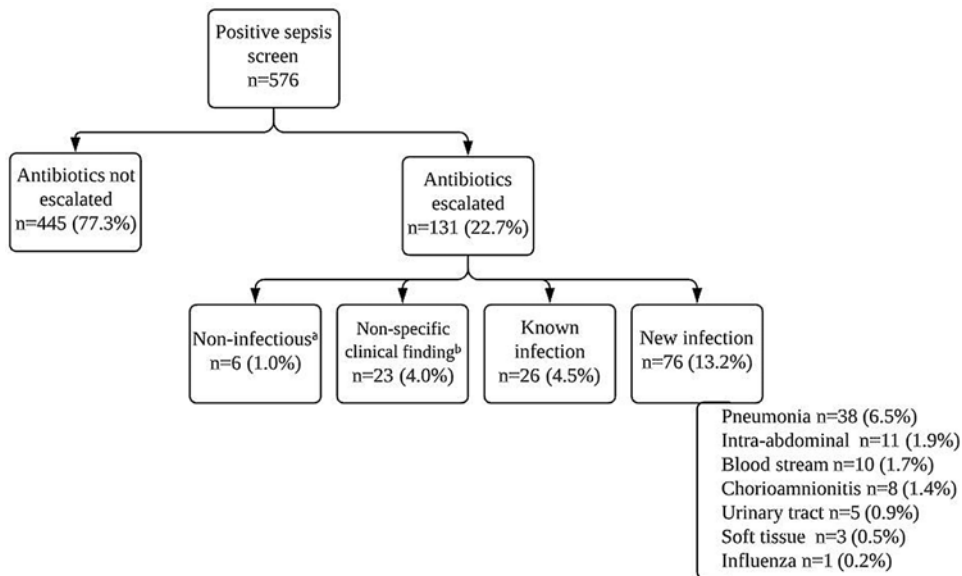 Positive sepsis
screen
n=576
Antibiotics not
escalated
n=445 (77.3%)
Antibiotics
escalated
n=131 (22.7%)
Non-infectiousᵃ
n=6 (1.0%)
Non-specific
clinical findingᵇ
n=23 (4.0%)
Known
infection
n=26 (4.5%)
New infection
n=76 (13.2%)
Pneumonia n=38 (6.5%)
Intra-abdominal n=11 (1.9%)
Blood stream n=10 (1.7%)
Chorioamnionitis n=8 (1.4%)
Urinary tract n=5 (0.9%)
Soft tissue n=3 (0.5%)
Influenza n=1 (0.2%)